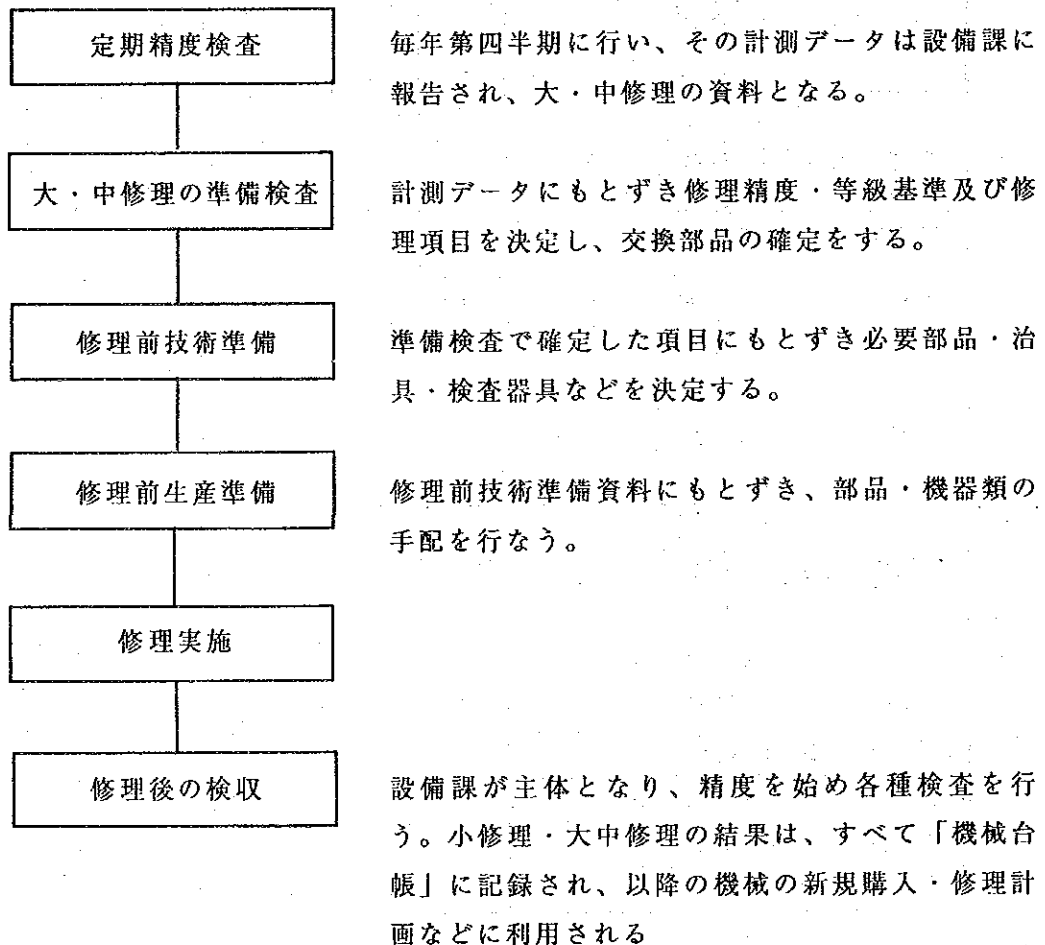 定期精度検査
毎年第四半期に行い、その計測データは設備課に
報告され、大・中修理の資料となる。
大・中修理の準備検査
計測データにもとずき修理精度・等級基準及び修
理項目を決定し、交換部品の確定をする。
修理前技術準備
準備検査で確定した項目にもとずき必要部品・治
具・検査器具などを決定する。
修理前生産準備
修理前技術準備資料にもとずき、部品・機器類の
手配を行なう。
修理実施
修理後の検収
設備課が主体となり、精度を始め各種検査を行
う。小修理・大中修理の結果は、すべて「機械台
帳」に記録され、以降の機械の新規購入・修理計
画などに利用される